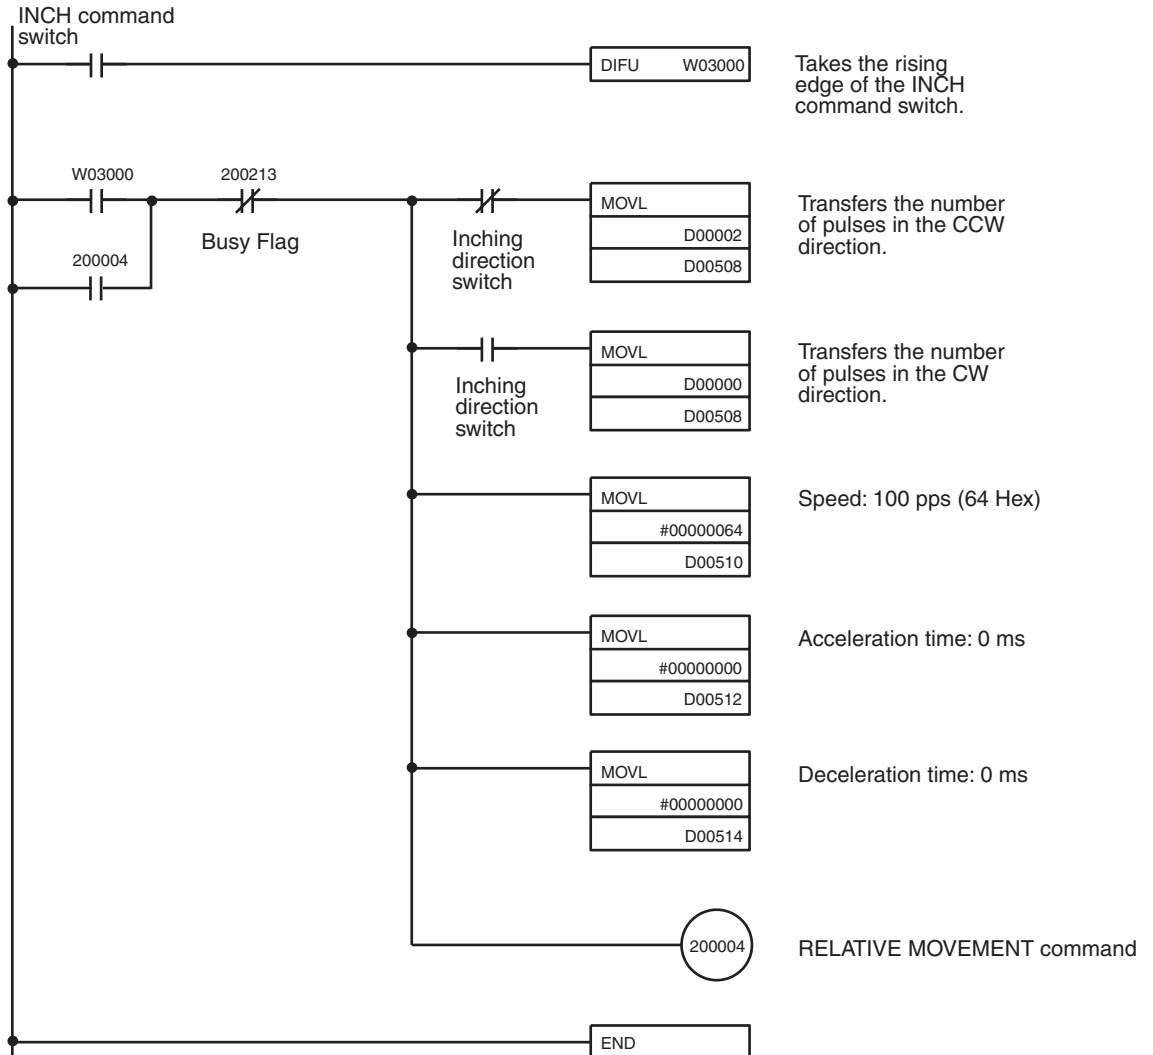 INCH command
switch
DIFU W03000
Takes the rising
edge of the INCH
command switch.
W03000
200213
Busy Flag
200004
Inching
direction
switch
MOVL
D00002
D00508
Transfers the number
of pulses in the CCW
direction.
Inching
direction
switch
MOVL
D00000
D00508
Transfers the number
of pulses in the CW
direction.
MOVL
#00000064
D00510
Speed: 100 pps (64 Hex)
MOVL
#00000000
D00512
Acceleration time: 0 ms
MOVL
#00000000
D00514
Deceleration time: 0 ms
200004
RELATIVE MOVEMENT command
END